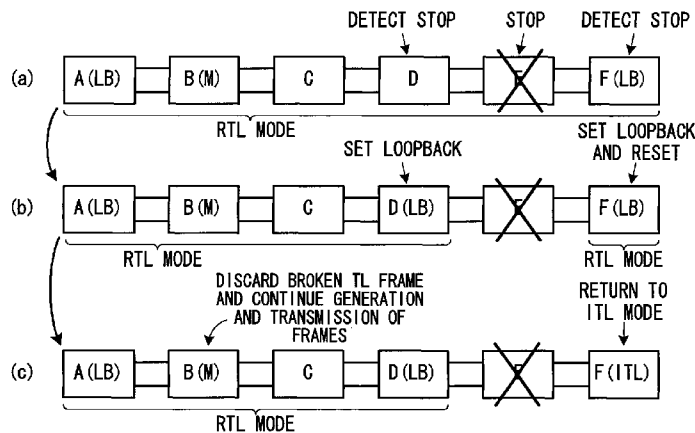 DETECT STOP STOP DETECT STOP
(a) A(LB) B(M) C D F(LB)
RTL MODE
SET LOOPBACK
SET LOOPBACK
AND RESET
(b) A(LB) B(M) C D(LB) F(LB)
RTL MODE RTL MODE
DISCARD BROKEN TL FRAME
AND CONTINUE GENERATION
AND TRANSMISSION OF
FRAMES
RETURN TO
ITL MODE
(c) A(LB) B(M) C D(LB) F(ITL)
RTL MODE